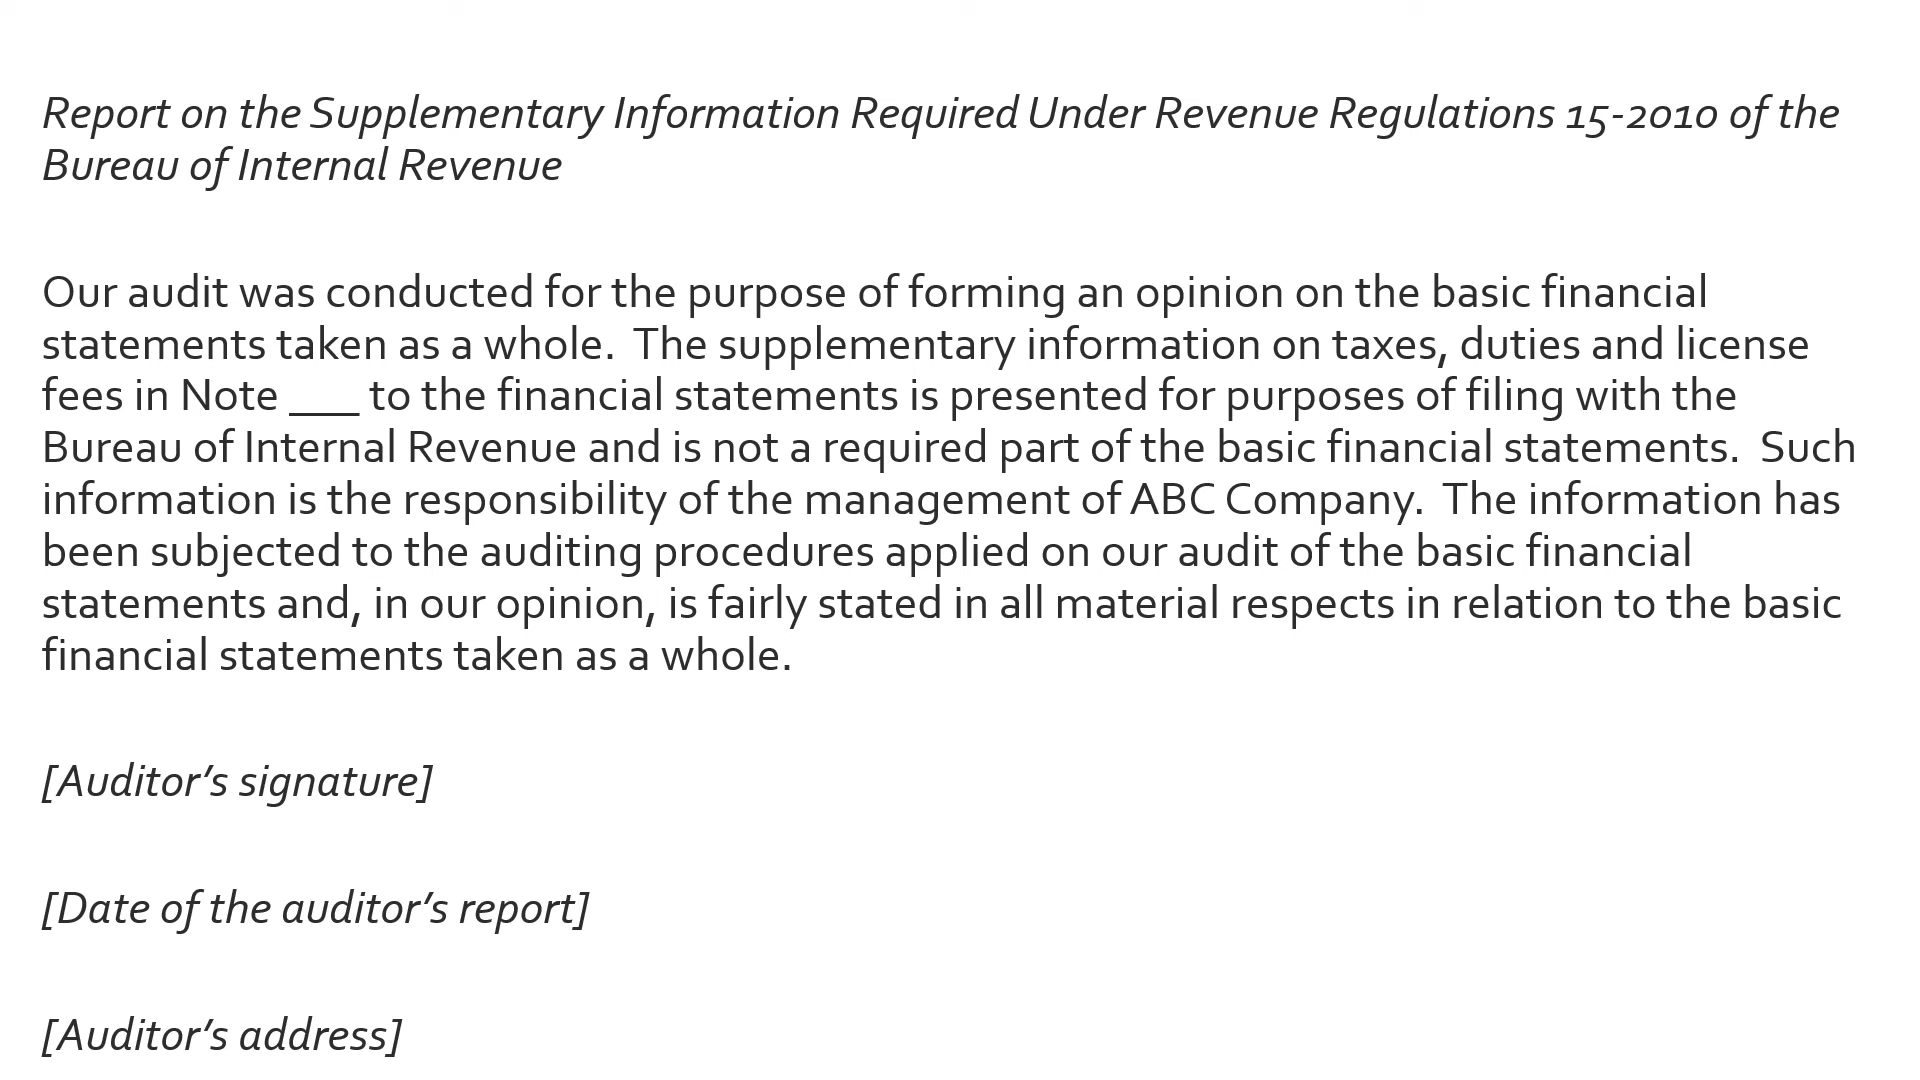 Report on the Supplementary Information Required Under Revenue Regulations 15-2010 of the
Bureau of Internal Revenue
Our audit was conducted for the purpose of forming an opinion on the basic financial
statements taken as a whole.  The supplementary information on taxes, duties and license
fees in Note ___ to the financial statements is presented for purposes of filing with the
Bureau of Internal Revenue and is not a required part of the basic financial statements.  Such
information is the responsibility of the management of ABC Company.  The information has
been subjected to the auditing procedures applied on our audit of the basic financial
statements and, in our opinion, is fairly stated in all material respects in relation to the basic
financial statements taken as a whole.
[Auditor’s signature]
[Date of the auditor’s report]
[Auditor’s address]